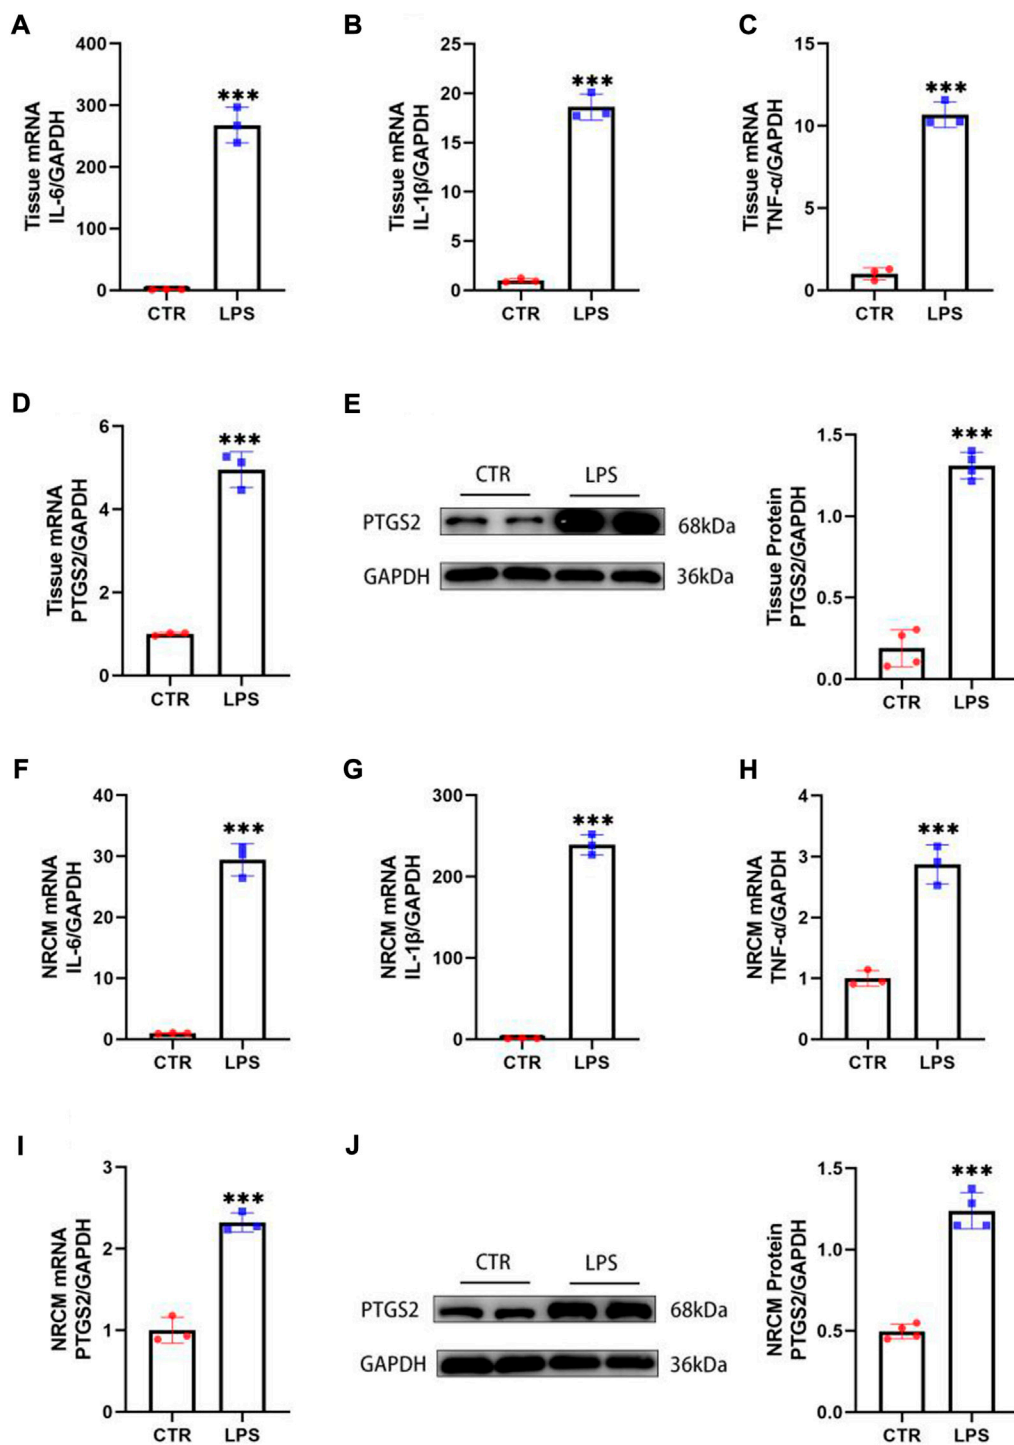 A
Tissue mRNA
IL-6/GAPDH
400
300
200
100
0
***
CTR
LPS
B
Tissue mRNA
IL-1β/GAPDH
25
20
15
10
5
0
***
CTR
LPS
C
Tissue mRNA
TNF-α/GAPDH
15
10
5
0
***
CTR
LPS
D
Tissue mRNA
PTGS2/GAPDH
6
4
2
0
***
CTR
LPS
E
CTR
LPS
PTGS2
68kDa
GAPDH
36kDa
Tissue Protein
PTGS2/GAPDH
1.5
1.0
0.5
0.0
***
CTR
LPS
F
NRCM mRNA
IL-6/GAPDH
40
30
20
10
0
***
CTR
LPS
G
NRCM mRNA
IL-1β/GAPDH
300
200
100
0
***
CTR
LPS
H
NRCM mRNA
TNF-α/GAPDH
4
3
2
1
0
***
CTR
LPS
I
NRCM mRNA
PTGS2/GAPDH
3
2
1
0
***
CTR
LPS
J
CTR
LPS
PTGS2
68kDa
GAPDH
36kDa
NRCM Protein
PTGS2/GAPDH
1.5
1.0
0.5
0.0
***
CTR
LPS